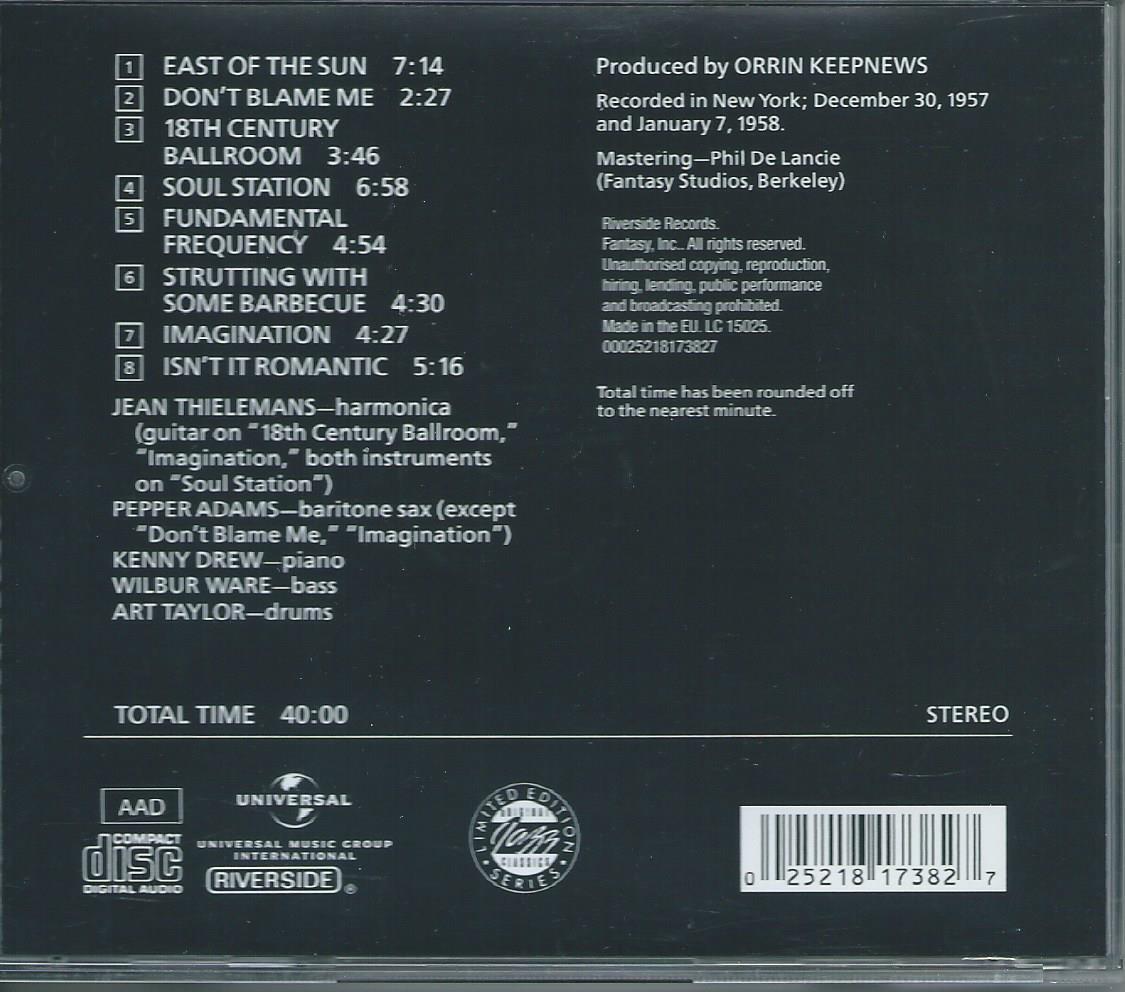 1 EAST OF THE SUN 7:14
2 DON'T BLAME ME 2:27
3 18TH CENTURY
BALLROOM 3:46
4 SOUL STATION 6:58
5 FUNDAMENTAL
FREQUENCY 4:54
6 STRUTTING WITH
SOME BARBECUE 4:30
7 IMAGINATION 4:27
8 ISN'T IT ROMANTIC 5:16
JEAN THIELEMANS—harmonica
(guitar on "18th Century Ballroom,"
"Imagination," both instruments
on "Soul Station")
PEPPER ADAMS—baritone sax (except
"Don't Blame Me," "Imagination")
KENNY DREW—piano
WILBUR WARE—bass
ART TAYLOR—drums
Produced by ORRIN KEEPNEWS
Recorded in New York; December 30, 1957
and January 7, 1958.
Mastering—Phil De Lancie
(Fantasy Studios, Berkeley)
Riverside Records.
Fantasy, Inc.. All rights reserved.
Unauthorised copying, reproduction,
hiring, lending, public performance
and broadcasting prohibited.
Made in the EU. LC 15025.
00025218173827
Total time has been rounded off
to the nearest minute.
TOTAL TIME 40:00
STEREO
AAD
COMPACT
disc
DIGITAL AUDIO
UNIVERSAL
UNIVERSAL MUSIC GROUP
INTERNATIONAL
RIVERSIDE®
LIMITED EDITION
ORIGINAL
Jazz
CLASSICS
SERIES
0 25218 17382 7